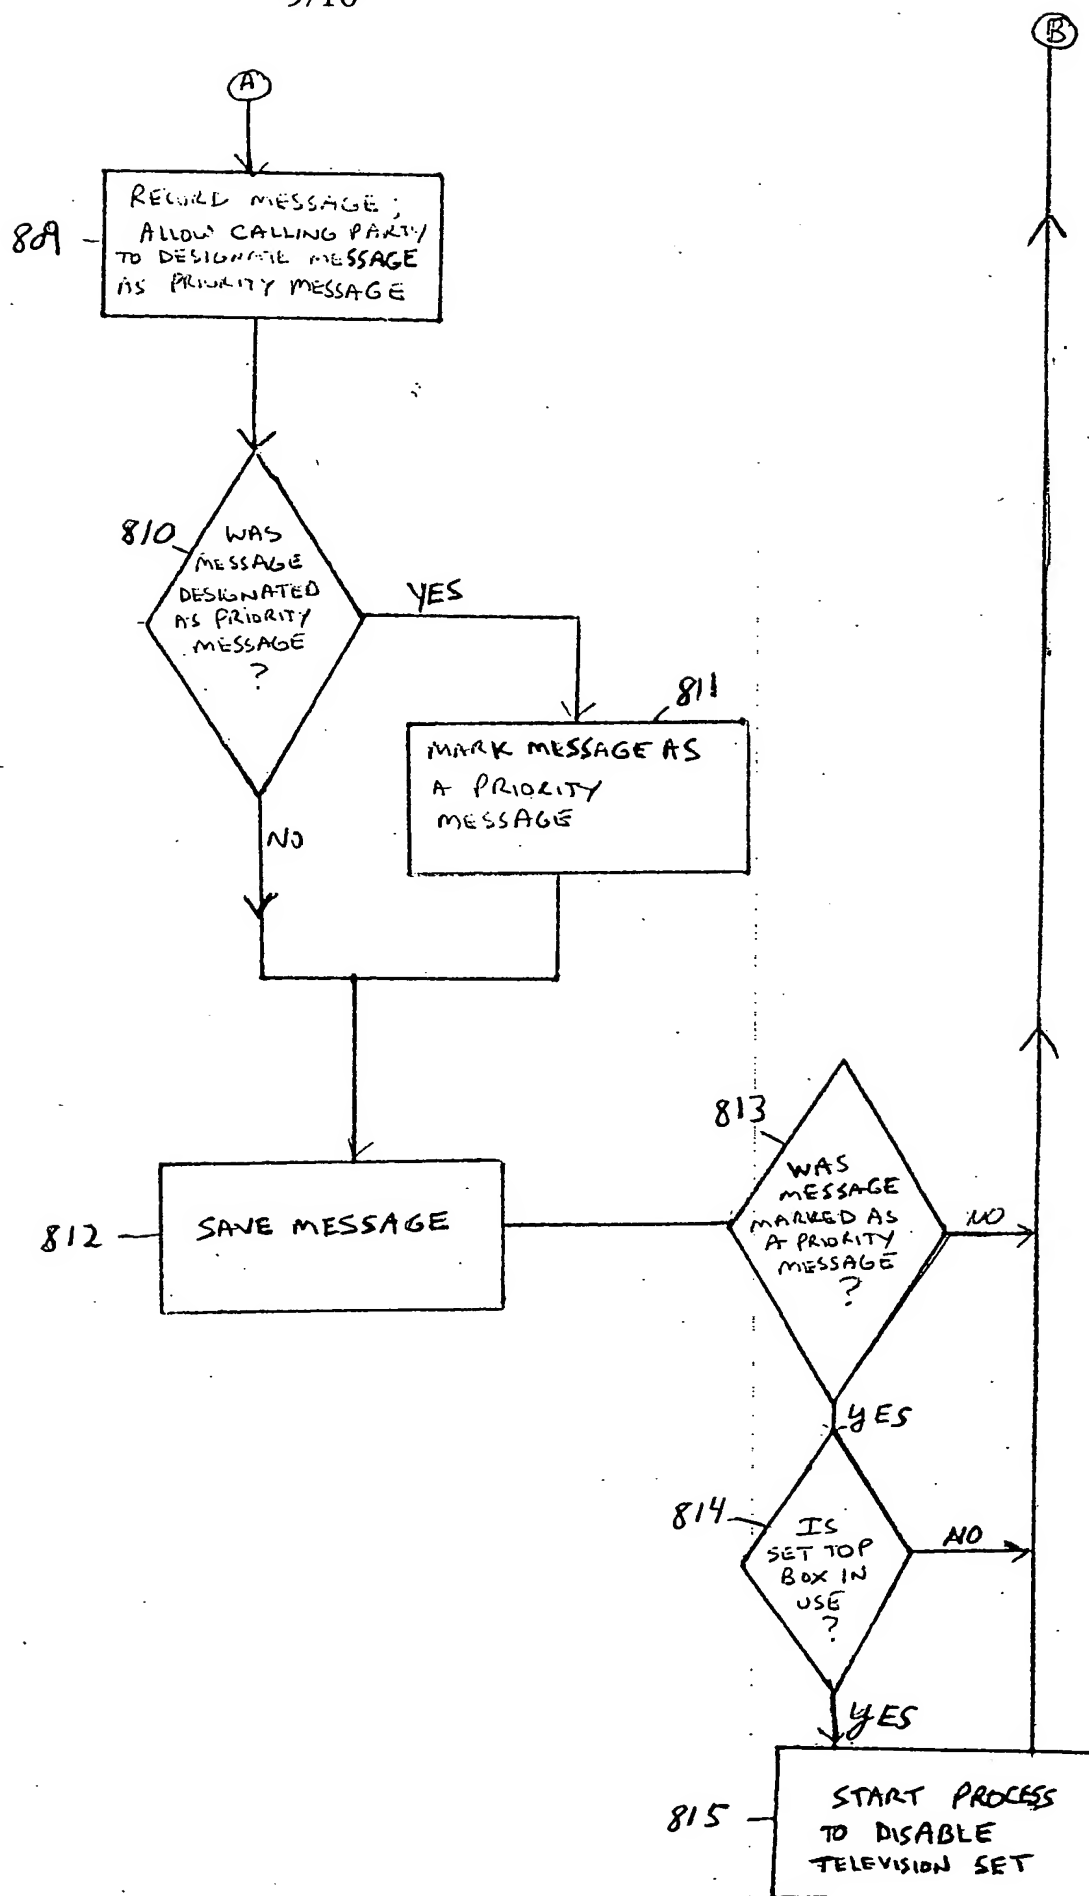 A
B
RECORD MESSAGE;
ALLOW CALLING PARTY
TO DESIGNATE MESSAGE
AS PRIORITY MESSAGE
809
810
WAS
MESSAGE
DESIGNATED
AS PRIORITY
MESSAGE
?
YES
811
MARK MESSAGE AS
A PRIORITY
MESSAGE
NO
812
SAVE MESSAGE
813
WAS
MESSAGE
MARKED AS
A PRIORITY
MESSAGE
?
NO
YES
814
IS
SET TOP
BOX IN
USE
?
NO
YES
815
START PROCESS
TO DISABLE
TELEVISION SET